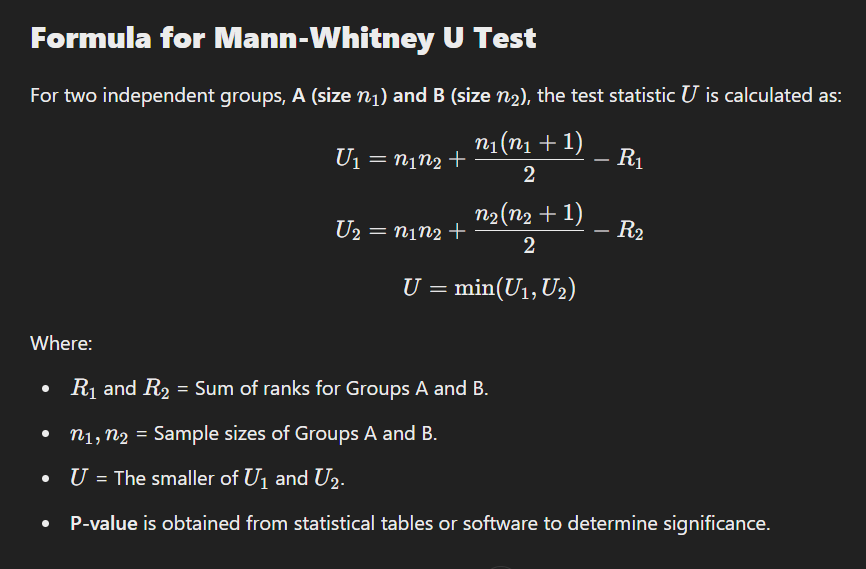 Formula for Mann-Whitney U Test
For two independent groups, A (size n₁) and B (size n₂), the test statistic U is calculated as:
U₁ = n₁n₂ + n₁(n₁ + 1)/2 − R₁
U₂ = n₁n₂ + n₂(n₂ + 1)/2 − R₂
U = min(U₁, U₂)
Where:
• R₁ and R₂ = Sum of ranks for Groups A and B.
• n₁, n₂ = Sample sizes of Groups A and B.
• U = The smaller of U₁ and U₂.
• P-value is obtained from statistical tables or software to determine significance.